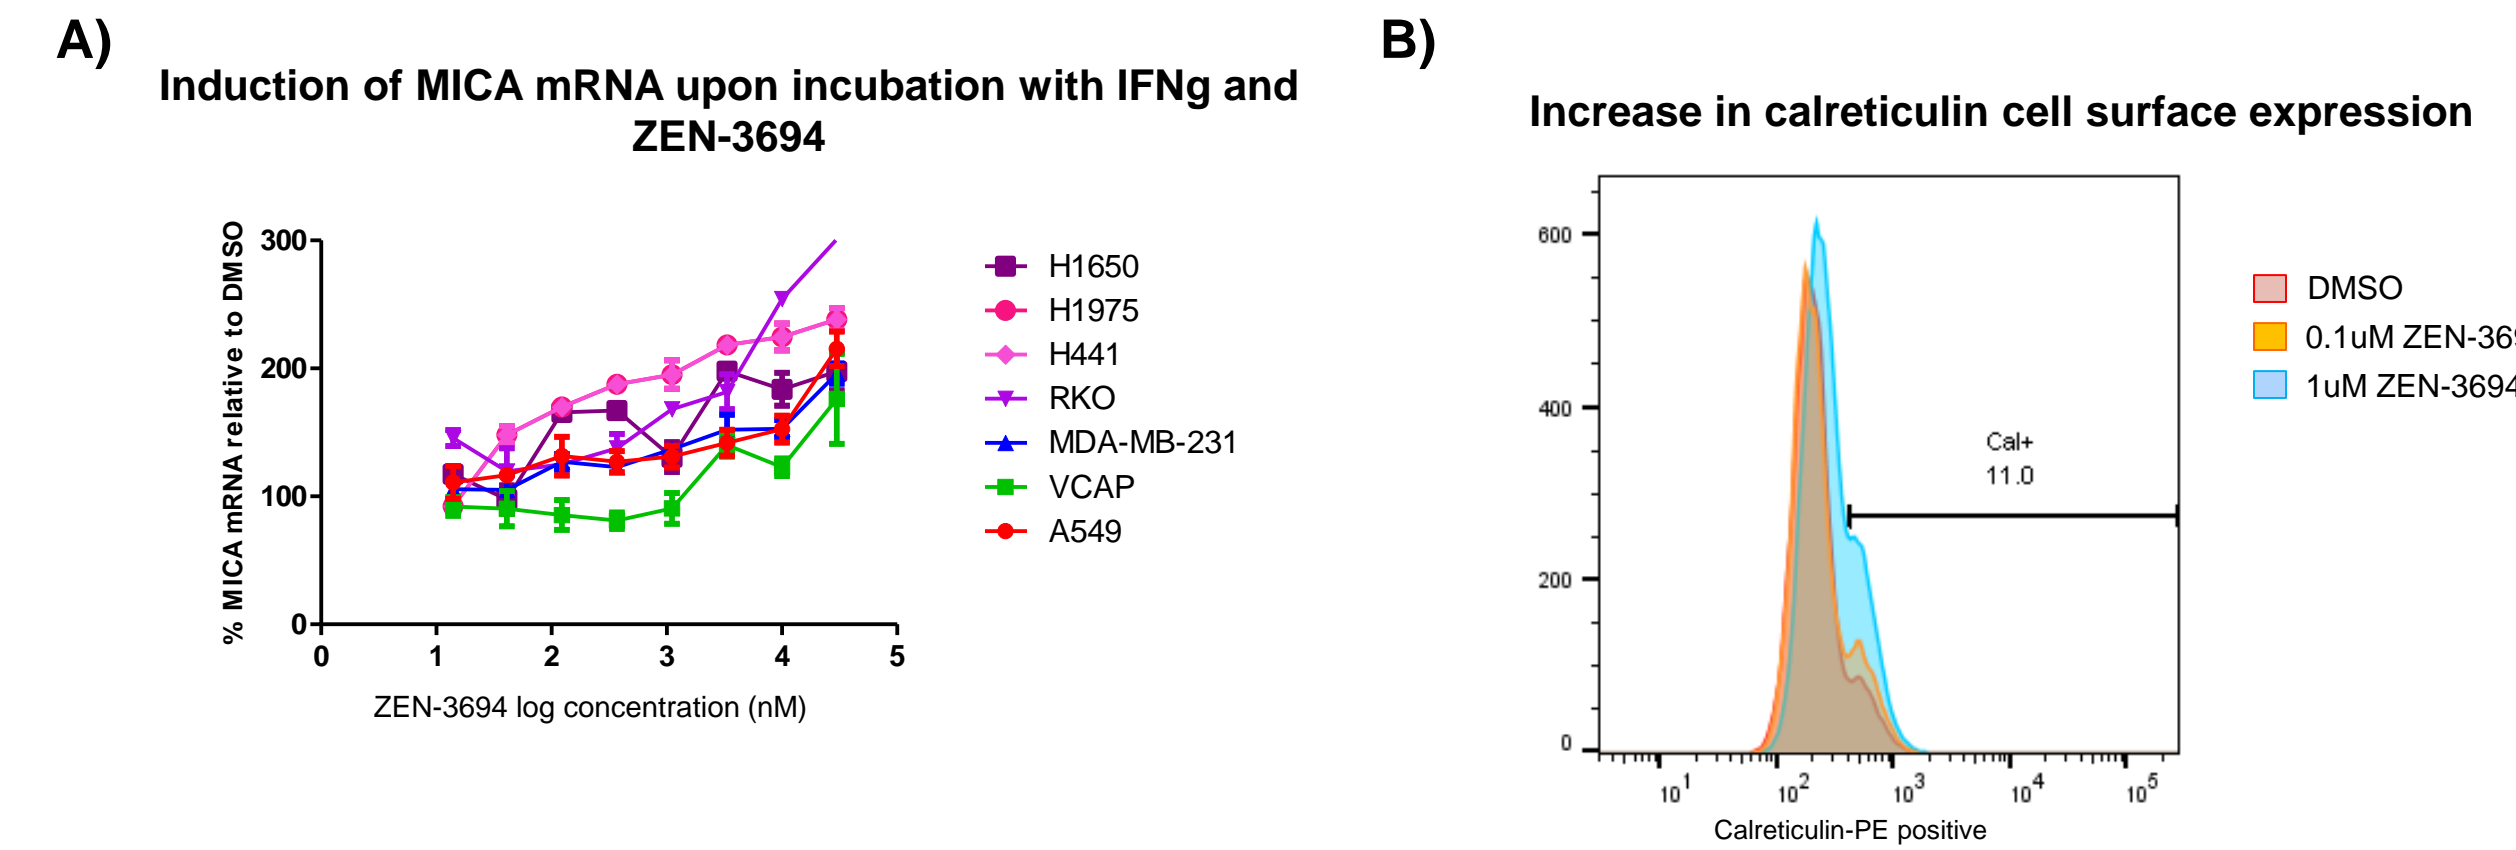 A)
Induction of MICA mRNA upon incubation with IFNg and
ZEN-3694
% MICA mRNA relative to DMSO
300
200
100
0
0 1 2 3 4 5
ZEN-3694 log concentration (nM)
H1650
H1975
H441
RKO
MDA-MB-231
VCAP
A549
B)
Increase in calreticulin cell surface expression
600
400
200
0
Cal+
11.0
10^1 10^2 10^3 10^4 10^5
Calreticulin-PE positive
DMSO
0.1uM ZEN-369
1uM ZEN-3694